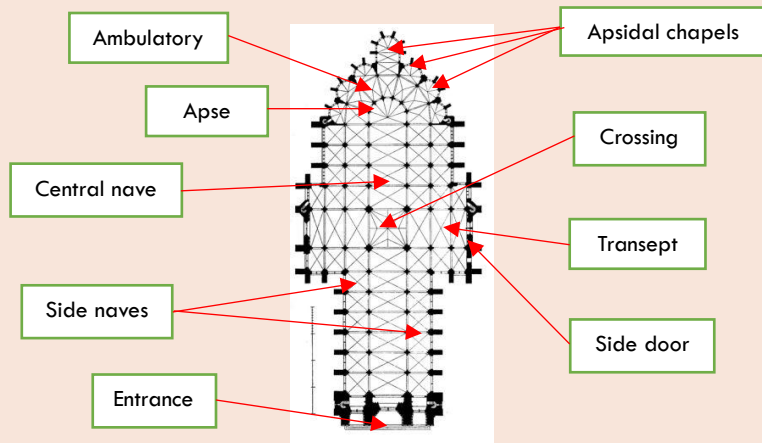 Ambulatory
Apsidal chapels
Apse
Crossing
Central nave
Transept
Side naves
Side door
Entrance